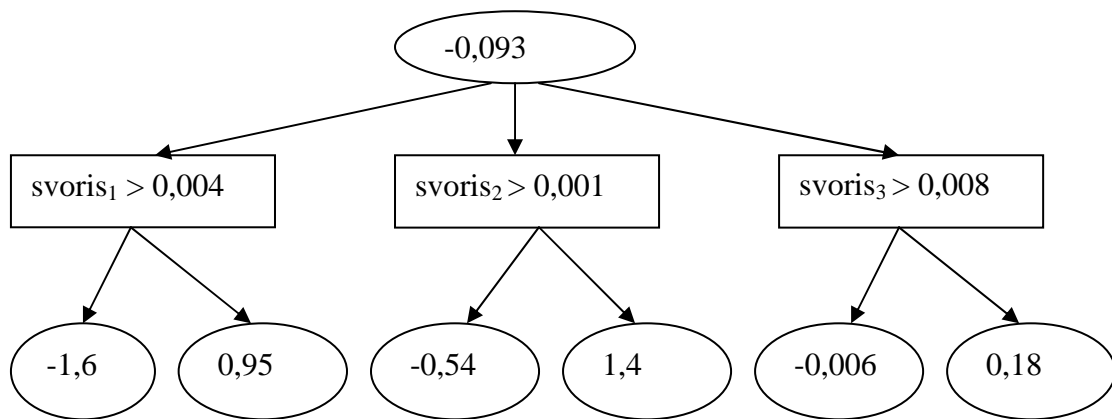 -0,093
svoris₁ > 0,004
svoris₂ > 0,001
svoris₃ > 0,008
-1,6
0,95
-0,54
1,4
-0,006
0,18